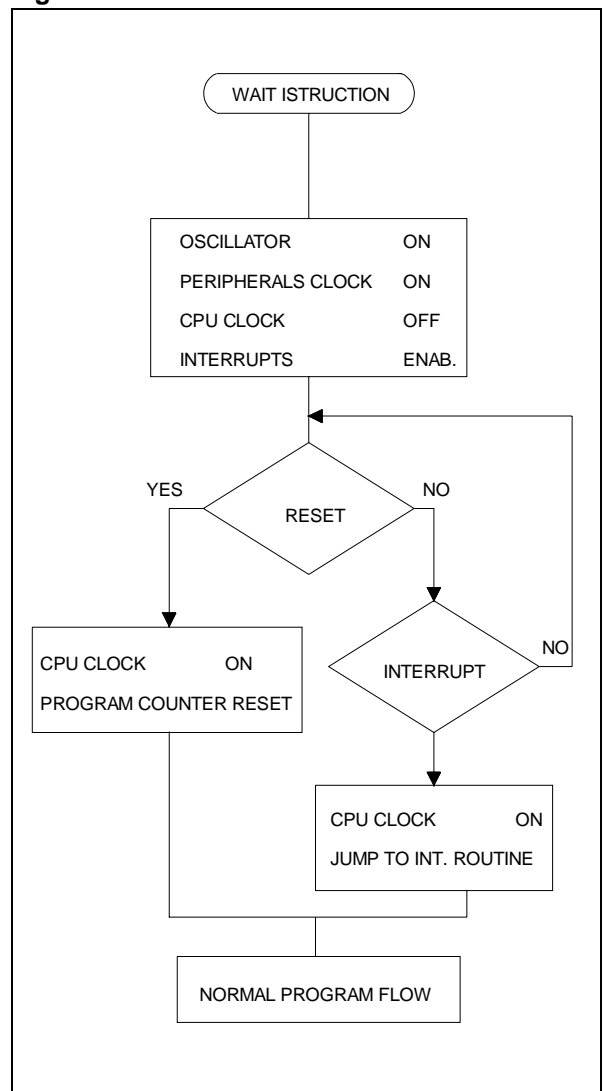 WAIT ISTRUCTION
OSCILLATOR ON
PERIPHERALS CLOCK ON
CPU CLOCK OFF
INTERRUPTS ENAB.
YES
NO
RESET
CPU CLOCK ON
PROGRAM COUNTER RESET
NO
INTERRUPT
CPU CLOCK ON
JUMP TO INT. ROUTINE
NORMAL PROGRAM FLOW